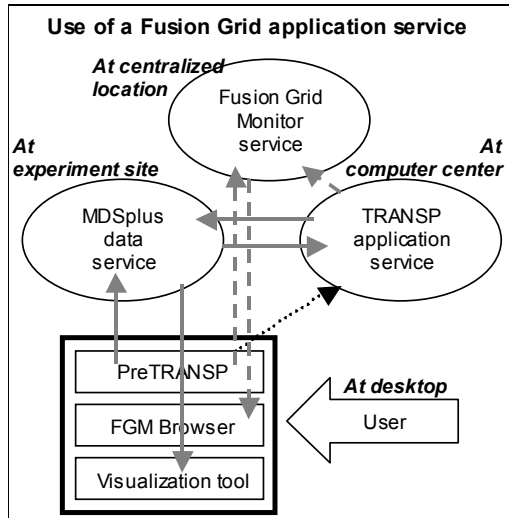 Use of a Fusion Grid application service
At centralized
location
Fusion Grid
Monitor
service
At
experiment site
At
computer center
MDSplus
data
service
TRANSP
application
service
PreTRANSP
FGM Browser
Visualization tool
At desktop
User